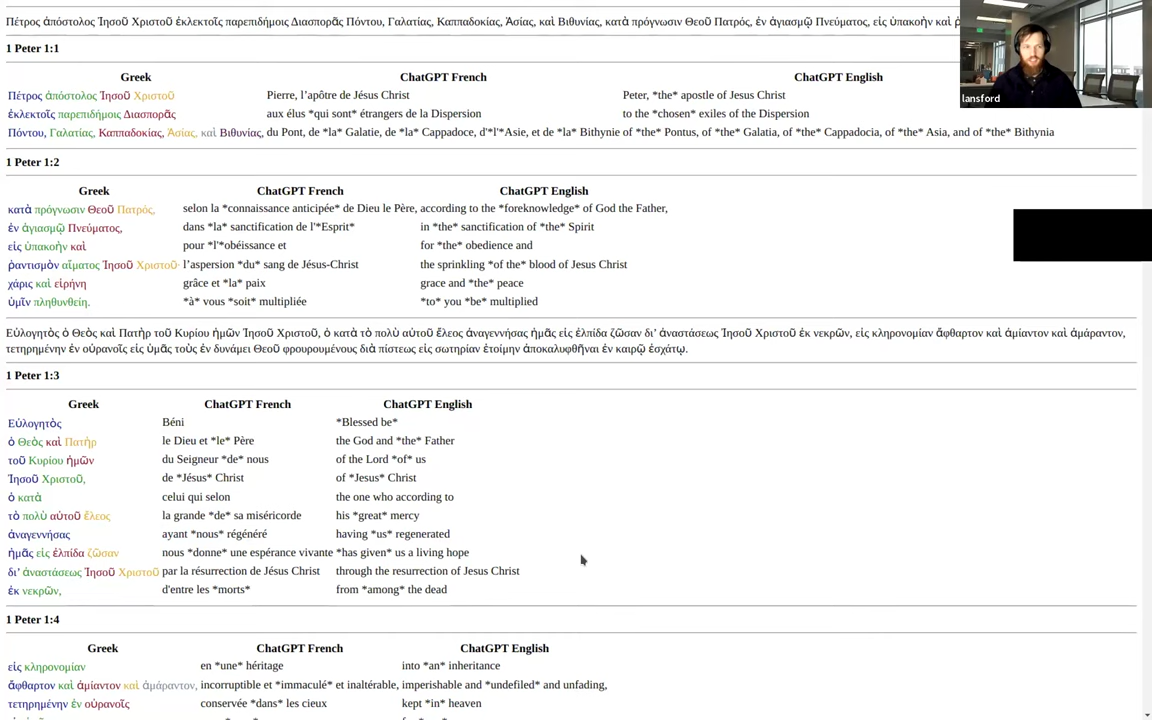 Πέτρος ἀπόστολος Ἰησοῦ Χριστοῦ ἐκλεκτοῖς παρεπιδήμοις Διασπορᾶς Πόντου, Γαλατίας, Καππαδοκίας, Ἀσίας, καὶ Βιθυνίας, κατὰ πρόγνωσιν Θεοῦ Πατρός, ἐν ἁγιασμῷ Πνεύματος, εἰς ὑπακοὴν καὶ
lansford
1 Peter 1:1
Greek ChatGPT French ChatGPT English
Πέτρος ἀπόστολος Ἰησοῦ Χριστοῦ Pierre, l’apôtre de Jésus Christ Peter, *the* apostle of Jesus Christ
ἐκλεκτοῖς παρεπιδήμοις Διασπορᾶς aux élus *qui sont* étrangers de la Dispersion to the *chosen* exiles of the Dispersion
Πόντου, Γαλατίας, Καππαδοκίας, Ἀσίας, καὶ Βιθυνίας, du Pont, de *la* Galatie, de *la* Cappadoce, d'*l'*Asie, et de *la* Bithynie of *the* Pontus, of *the* Galatia, of *the* Cappadocia, of *the* Asia, and of *the* Bithynia
1 Peter 1:2
Greek ChatGPT French ChatGPT English
κατὰ πρόγνωσιν Θεοῦ Πατρός, selon la *connaissance anticipée* de Dieu le Père, according to the *foreknowledge* of God the Father,
ἐν ἁγιασμῷ Πνεύματος, dans *la* sanctification de l'*Esprit* in *the* sanctification of *the* Spirit
εἰς ὑπακοὴν καὶ pour *l'*obéissance et for *the* obedience and
ῥαντισμὸν αἵματος Ἰησοῦ Χριστοῦ· l’aspersion *du* sang de Jésus-Christ the sprinkling *of the* blood of Jesus Christ
χάρις καὶ εἰρήνη grâce et *la* paix grace and *the* peace
ὑμῖν πληθυνθείη. *à* vous *soit* multipliée *to* you *be* multiplied
Εὐλογητὸς ὁ Θεὸς καὶ Πατὴρ τοῦ Κυρίου ἡμῶν Ἰησοῦ Χριστοῦ, ὁ κατὰ τὸ πολὺ αὐτοῦ ἔλεος ἀναγεννήσας ἡμᾶς εἰς ἐλπίδα ζῶσαν δι’ ἀναστάσεως Ἰησοῦ Χριστοῦ ἐκ νεκρῶν, εἰς κληρονομίαν ἄφθαρτον καὶ ἀμίαντον καὶ ἀμάραντον,
τετηρημένην ἐν οὐρανοῖς εἰς ὑμᾶς τοὺς ἐν δυνάμει Θεοῦ φρουρουμένους διὰ πίστεως εἰς σωτηρίαν ἑτοίμην ἀποκαλυφθῆναι ἐν καιρῷ ἐσχάτῳ.
1 Peter 1:3
Greek ChatGPT French ChatGPT English
Εὐλογητὸς Béni *Blessed be*
ὁ Θεὸς καὶ Πατὴρ le Dieu et *le* Père the God and *the* Father
τοῦ Κυρίου ἡμῶν du Seigneur *de* nous of the Lord *of* us
Ἰησοῦ Χριστοῦ, de *Jésus* Christ of *Jesus* Christ
ὁ κατὰ celui qui selon the one who according to
τὸ πολὺ αὐτοῦ ἔλεος la grande *de* sa miséricorde his *great* mercy
ἀναγεννήσας ayant *nous* régénéré having *us* regenerated
ἡμᾶς εἰς ἐλπίδα ζῶσαν nous *donne* une espérance vivante *has given* us a living hope
δι’ ἀναστάσεως Ἰησοῦ Χριστοῦ par la résurrection de Jésus Christ through the resurrection of Jesus Christ
ἐκ νεκρῶν, d'entre les *morts* from *among* the dead
1 Peter 1:4
Greek ChatGPT French ChatGPT English
εἰς κληρονομίαν en *une* héritage into *an* inheritance
ἄφθαρτον καὶ ἀμίαντον καὶ ἀμάραντον, incorruptible et *immaculé* et inaltérable, imperishable and *undefiled* and unfading,
τετηρημένην ἐν οὐρανοῖς conservée *dans* les cieux kept *in* heaven